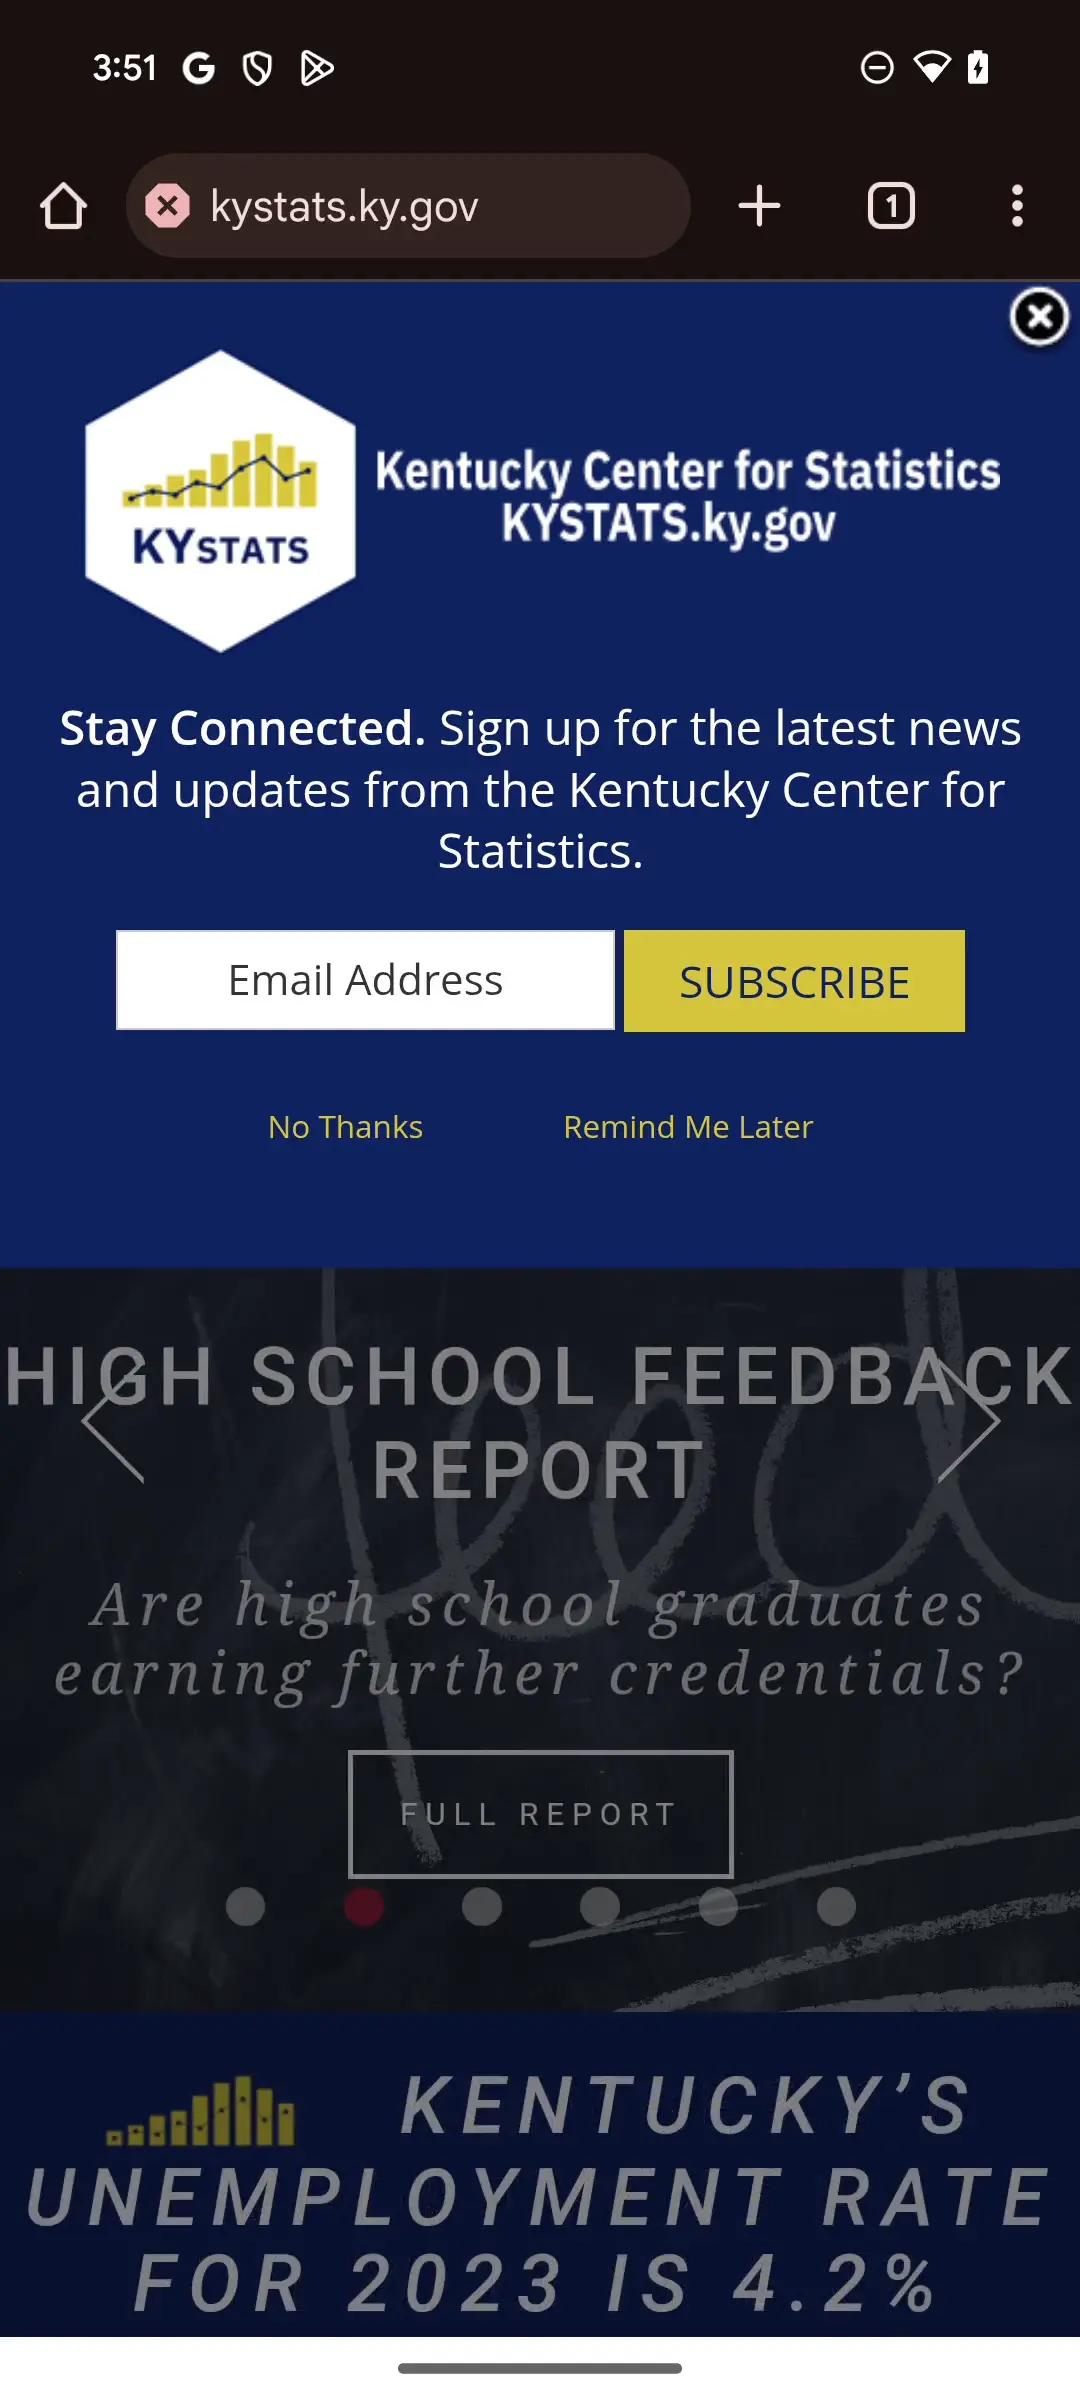 3:51
kystats.ky.gov
1
KYSTATS
Kentucky Center for Statistics
KYSTATS.ky.gov
Stay Connected. Sign up for the latest news
and updates from the Kentucky Center for
Statistics.
Email Address
SUBSCRIBE
No Thanks
Remind Me Later
HIGH SCHOOL FEEDBACK
REPORT
Are high school graduates
earning further credentials?
FULL REPORT
KENTUCKY’S
UNEMPLOYMENT RATE
FOR 2023 IS 4.2%